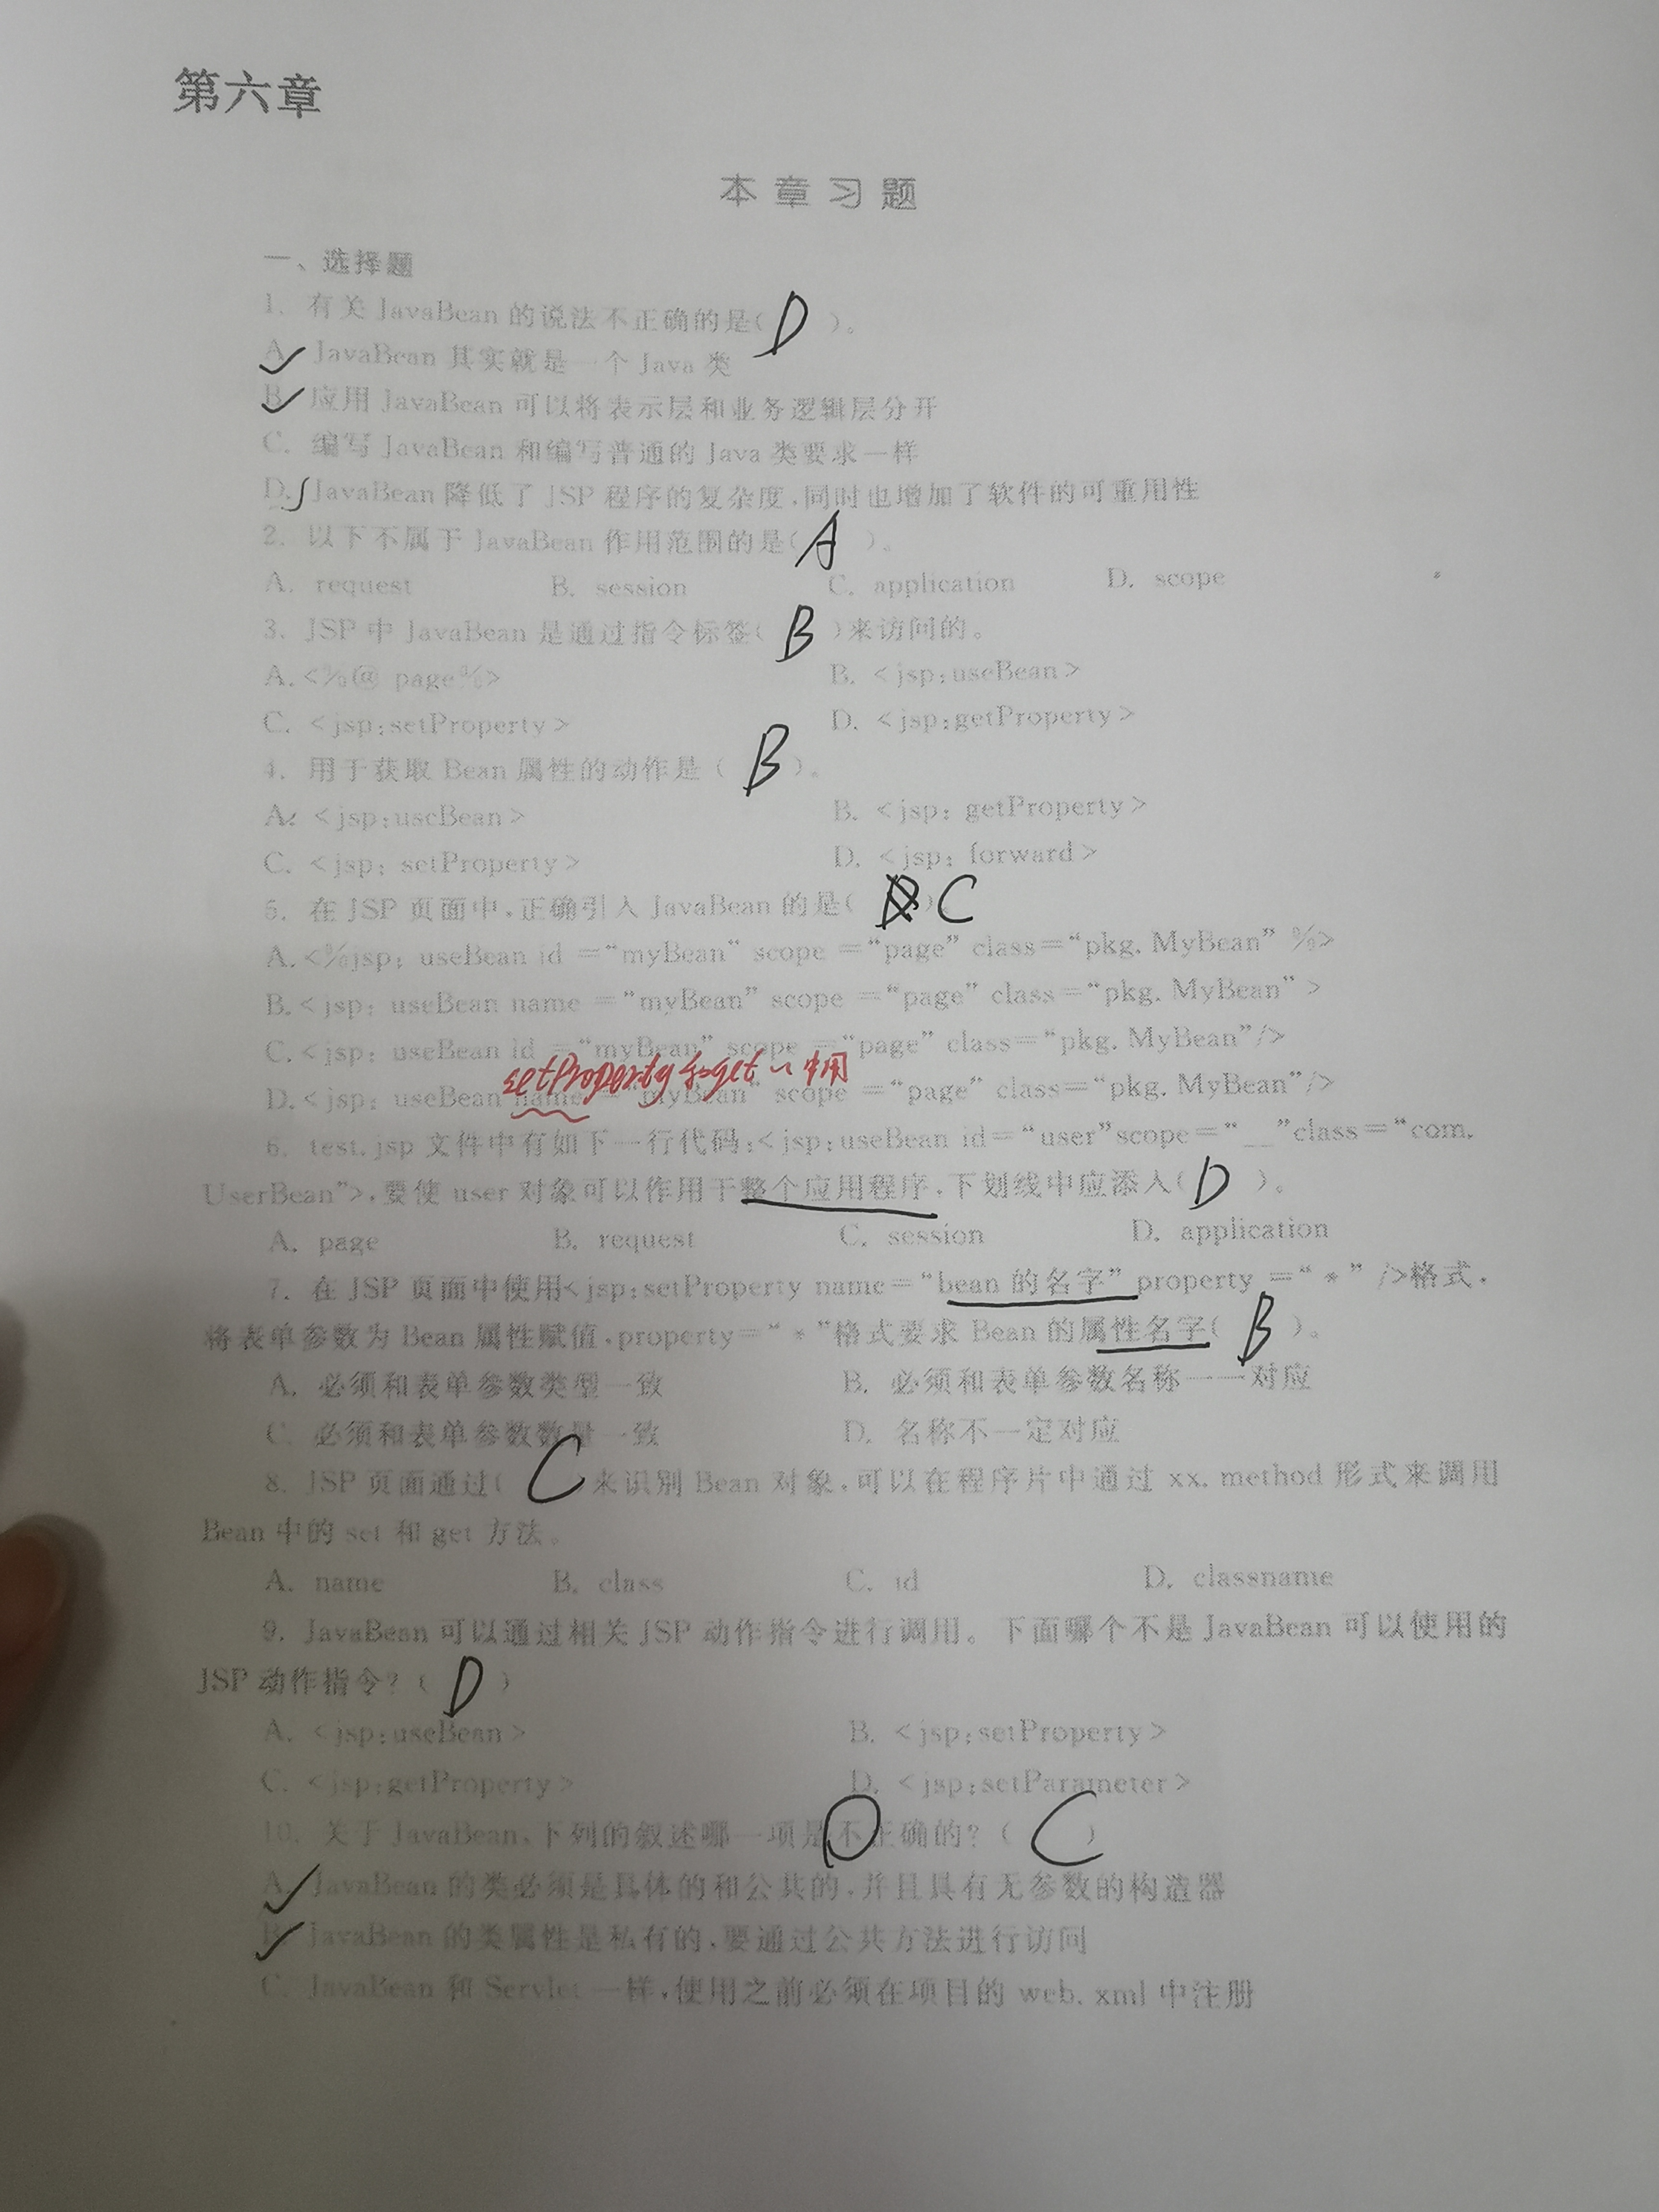 第六章
本章习题
一、选择题
1. 有关 JavaBean 的说法不正确的是( D )。
A. JavaBean 其实就是一个 Java 类
B. 应用 JavaBean 可以将表示层和业务逻辑层分开
C. 编写 JavaBean 和编写普通的 Java 类要求一样
D. JavaBean 降低了 JSP 程序的复杂度,同时也增加了软件的可重用性
2. 以下不属于 JavaBean 作用范围的是( A )。
A. request B. session C. application D. scope
3. JSP 中 JavaBean 是通过指令标签( B )来访问的。
A.<%@ page%> B. <jsp:useBean>
C. <jsp:setProperty> D. <jsp:getProperty>
4. 用于获取 Bean 属性的动作是( B )。
A. <jsp:useBean> B. <jsp: getProperty>
C. <jsp: setProperty> D. <jsp: forward>
5. 在 JSP 页面中,正确引入 JavaBean 的是( ) C
A.<%jsp: useBean id ="myBean" scope ="page" class="pkg. MyBean" %>
B.<jsp: useBean name ="myBean" scope ="page" class="pkg. MyBean" >
C.<jsp: useBean id ="myBean" scope ="page" class="pkg. MyBean"/>
setProperty 和get~中用
D.<jsp: useBean name ="myBean" scope ="page" class="pkg. MyBean"/>
6. test.jsp 文件中有如下一行代码:<jsp:useBean id="user"scope="__"class="com.
UserBean">,要使 user 对象可以作用于整个应用程序,下划线中应添入( D )。
A. page B. request C. session D. application
7. 在 JSP 页面中使用<jsp:setProperty name="bean 的名字" property ="*" />格式,
将表单参数为 Bean 属性赋值,property="*"格式要求 Bean 的属性名字( B )。
A. 必须和表单参数类型一致 B. 必须和表单参数名称一一对应
C. 必须和表单参数数量一致 D. 名称不一定对应
8. JSP 页面通过( C 来识别 Bean 对象,可以在程序片中通过 xx. method 形式来调用
Bean 中的 set 和 get 方法。
A. name B. class C. id D. classname
9. JavaBean 可以通过相关 JSP 动作指令进行调用。下面哪个不是 JavaBean 可以使用的
JSP 动作指令?( D )
A. <jsp:useBean> B. <jsp:setProperty>
C. <jsp:getProperty> D. <jsp:setParameter>
10. 关于 JavaBean,下列的叙述哪一项是不正确的?( C )
A. JavaBean 的类必须是具体的和公共的,并且具有无参数的构造器
B. JavaBean 的类属性是私有的,要通过公共方法进行访问
C. JavaBean 和 Servlet 一样,使用之前必须在项目的 web. xml 中注册